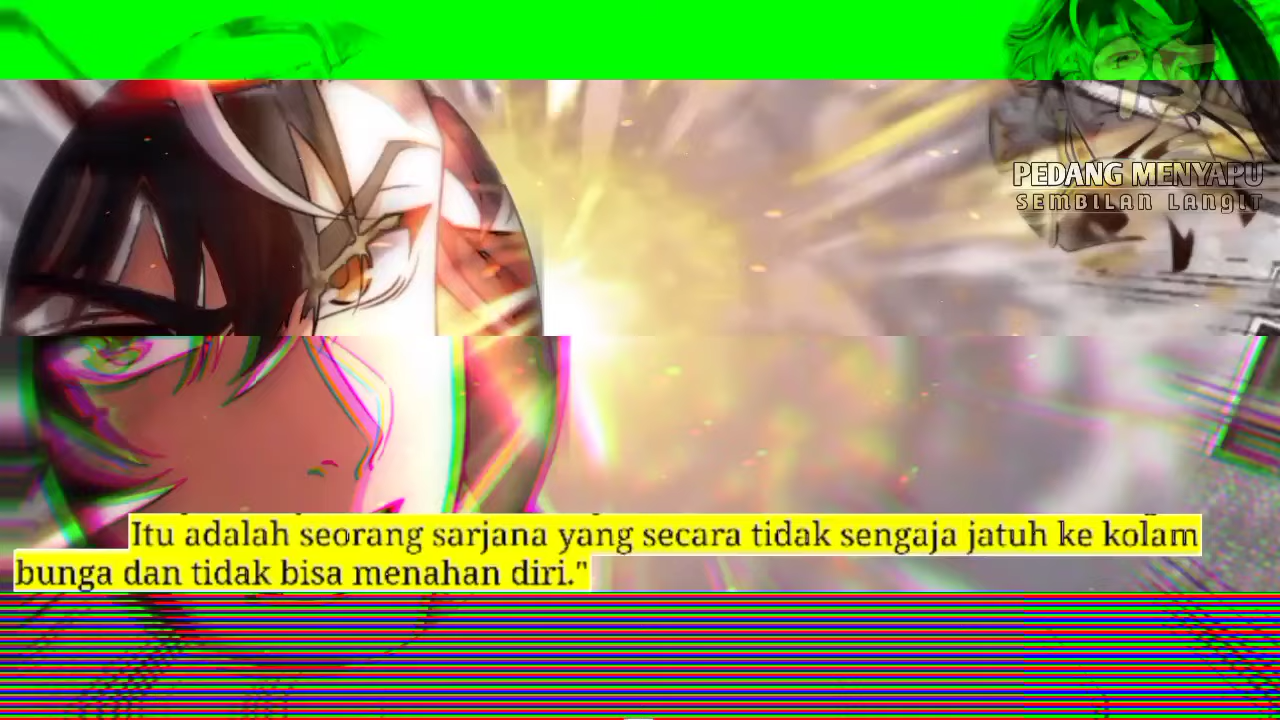 15
PEDANG MENYAPU
SEMBILAN LANGIT
Itu adalah seorang sarjana yang secara tidak sengaja jatuh ke kolam
bunga dan tidak bisa menahan diri."